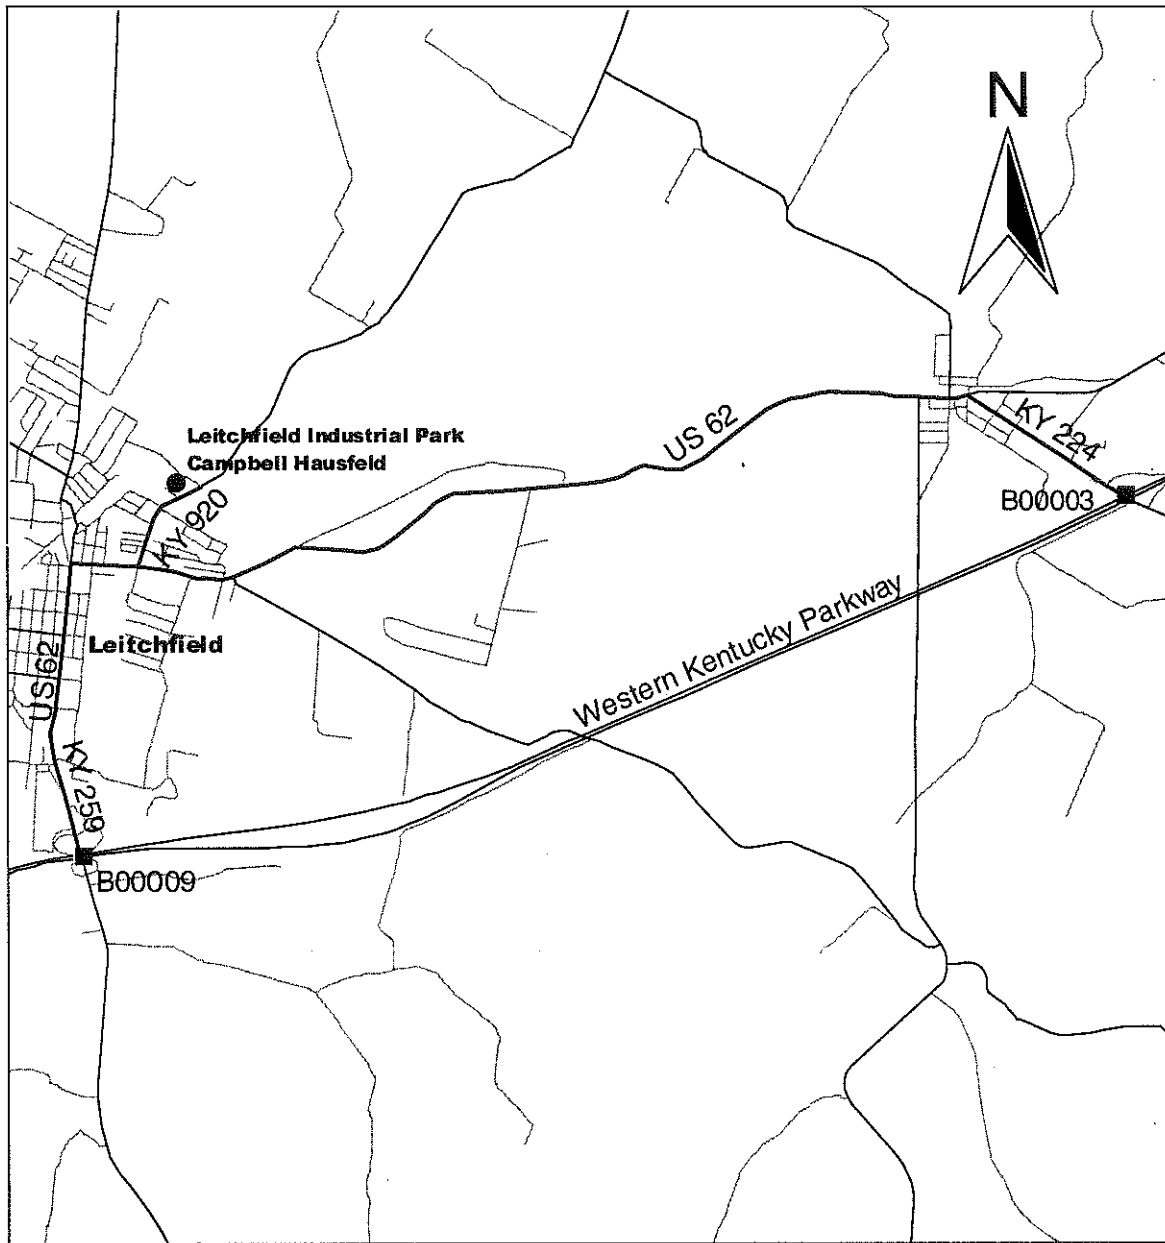 N
Leitchfield Industrial Park
Campbell Hausfeld
US 62
KY 224
B00003
KY 920
Western Kentucky Parkway
Leitchfield
US 62
KY 259
B00009